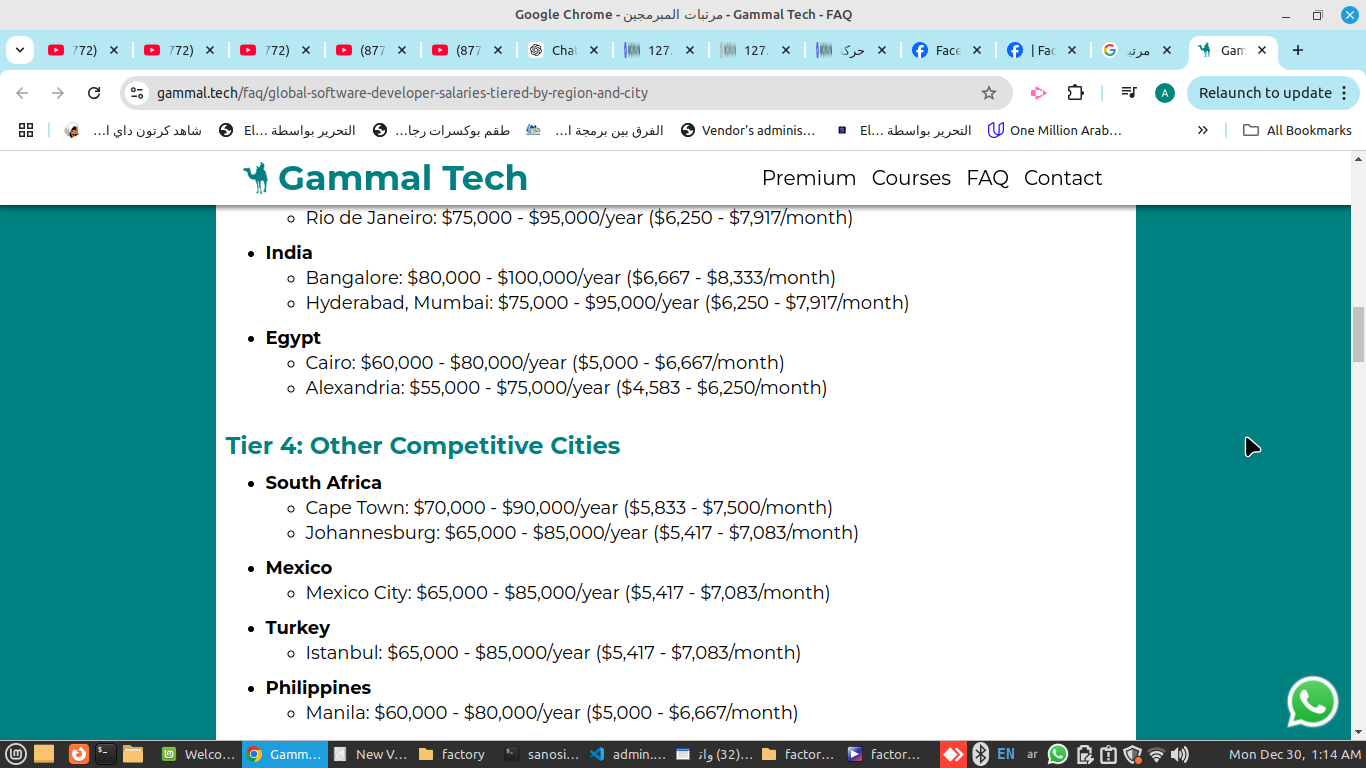 Google Chrome - مرتبات المبرمجين - Gammal Tech - FAQ
772) 772) 772) (877 (877 Chat 127. 127. حرك Face | Fac مرتب Gam
gammal.tech/faq/global-software-developer-salaries-tiered-by-region-and-city
A
Relaunch to update
شاهد كرتون داي ا...
التحرير بواسطة El...
طقم بوكسرات رجا...
الفرق بين برمجة ا...
Vendor's adminis...
التحرير بواسطة El...
One Million Arab...
All Bookmarks
Gammal Tech
Premium Courses FAQ Contact
Rio de Janeiro: $75,000 - $95,000/year ($6,250 - $7,917/month)
India
Bangalore: $80,000 - $100,000/year ($6,667 - $8,333/month)
Hyderabad, Mumbai: $75,000 - $95,000/year ($6,250 - $7,917/month)
Egypt
Cairo: $60,000 - $80,000/year ($5,000 - $6,667/month)
Alexandria: $55,000 - $75,000/year ($4,583 - $6,250/month)
Tier 4: Other Competitive Cities
South Africa
Cape Town: $70,000 - $90,000/year ($5,833 - $7,500/month)
Johannesburg: $65,000 - $85,000/year ($5,417 - $7,083/month)
Mexico
Mexico City: $65,000 - $85,000/year ($5,417 - $7,083/month)
Turkey
Istanbul: $65,000 - $85,000/year ($5,417 - $7,083/month)
Philippines
Manila: $60,000 - $80,000/year ($5,000 - $6,667/month)
Welco... Gamm... New V... factory sanosi... admin.... (32) وات... factor... factor... EN ar Mon Dec 30, 1:14 AM